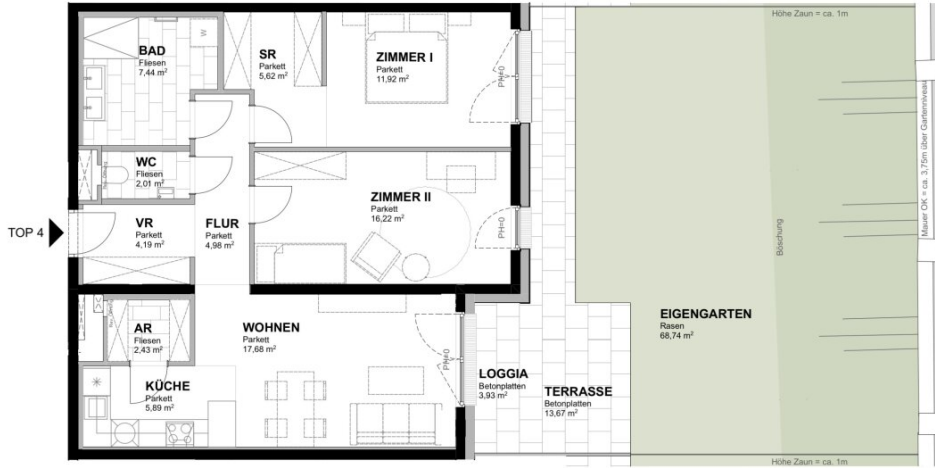 BAD
Fliesen
7,44 m²
W
SR
Parkett
5,62 m²
ZIMMER I
Parkett
11,92 m²
PH=0
Höhe Zaun = ca. 1m
WC
Fliesen
2,01 m²
ZIMMER II
Parkett
16,22 m²
PH=0
TOP 4
VR
Parkett
4,19 m²
FLUR
Parkett
4,98 m²
Böschung
Mauer OK = ca. 3,75m über Gartenniveau
AR
Fliesen
2,43 m²
WOHNEN
Parkett
17,68 m²
PH=0
EIGENGARTEN
Rasen
68,74 m²
KÜCHE
Parkett
5,89 m²
LOGGIA
Betonplatten
3,93 m²
TERRASSE
Betonplatten
13,67 m²
Höhe Zaun = ca. 1m